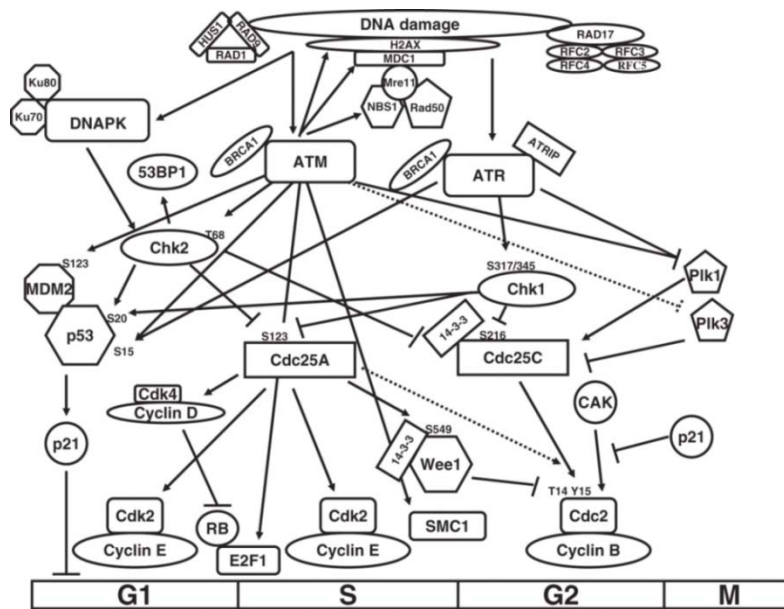 DNA damage
HUS1
RAD9
RAD1
H2AX
MDC1
RAD17
RFC2
RFC3
RFC4
RFC5
Mre11
NBS1
Rad50
Ku80
Ku70
DNAPK
BRCA1
ATM
BRCA1
ATR
ATRIP
53BP1
Chk2
T68
S123
MDM2
p53
S20
S15
S317/345
Chk1
Plk1
Plk3
14-3-3
S216
Cdc25C
S123
Cdc25A
Cdk4
Cyclin D
CAK
p21
p21
S549
14-3-3
Wee1
T14 Y15
Cdk2
Cyclin E
RB
E2F1
Cdk2
Cyclin E
SMC1
Cdc2
Cyclin B
G1
S
G2
M